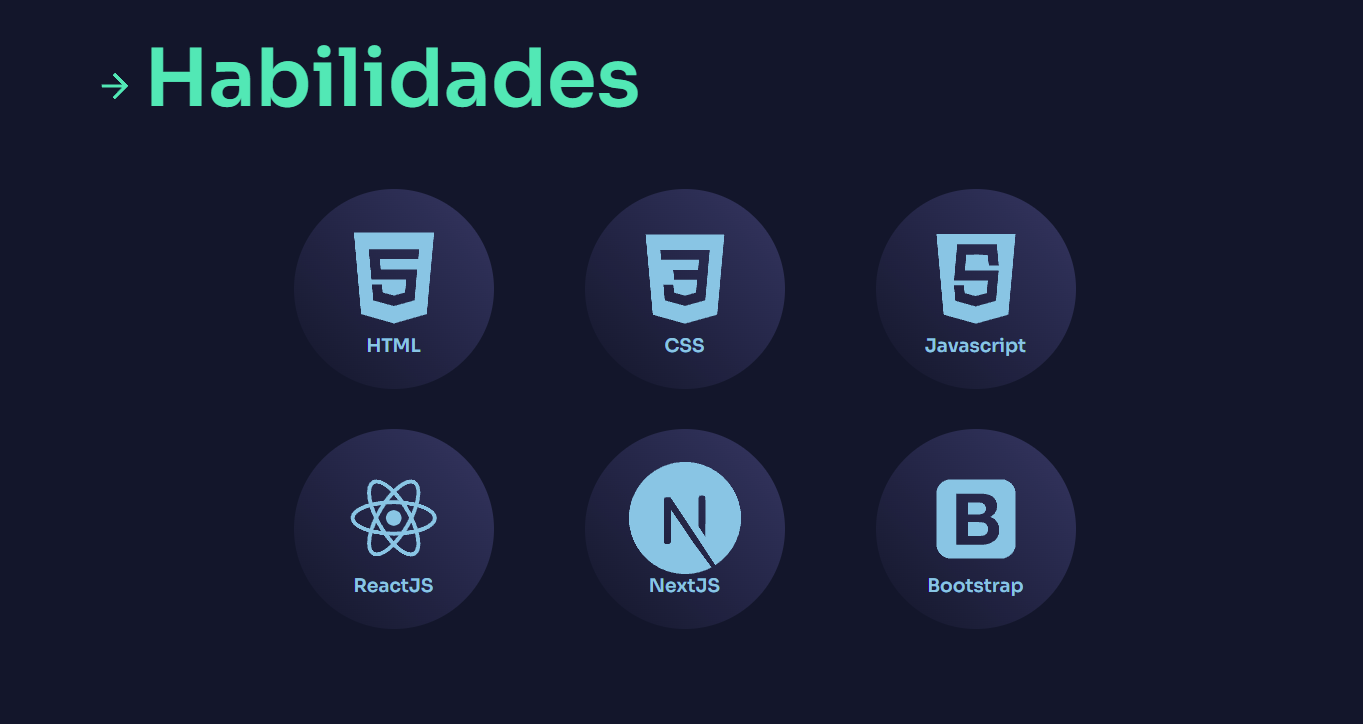 → Habilidades
HTML
CSS
Javascript
ReactJS
N
NextJS
B
Bootstrap